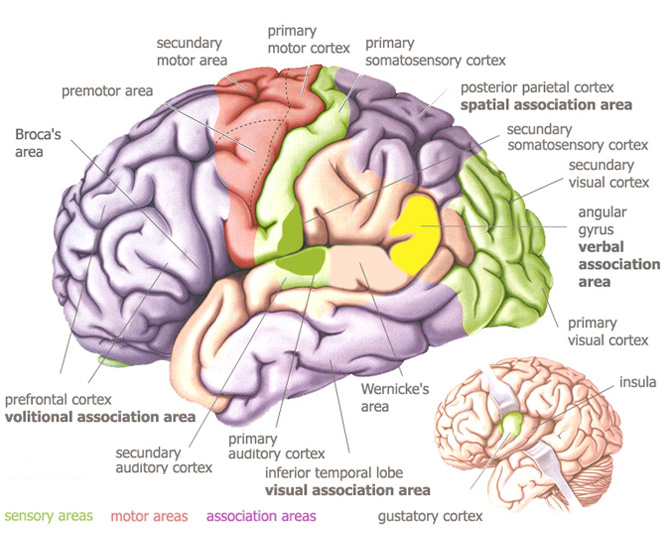 primary
motor cortex
secundary
motor area
primary
somatosensory cortex
premotor area
posterior parietal cortex
spatial association area
Broca's
area
secundary
somatosensory cortex
secundary
visual cortex
angular
gyrus
verbal
association
area
primary
visual cortex
insula
Wernicke's
area
prefrontal cortex
volitional association area
secundary
auditory cortex
primary
auditory cortex
inferior temporal lobe
visual association area
sensory areas
motor areas
association areas
gustatory cortex